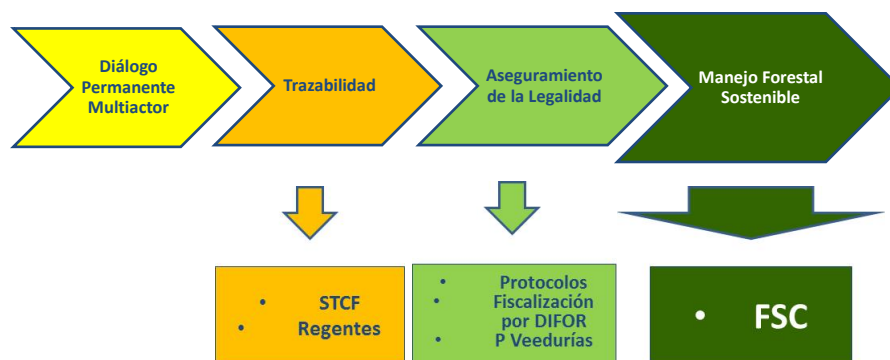 Diálogo
Permanente
Multiactor
Trazabilidad
Aseguramiento
de la Legalidad
Manejo Forestal
Sostenible
• STCF
• Regentes
• Protocolos
• Fiscalización
por DIFOR
• P Veedurías
• FSC